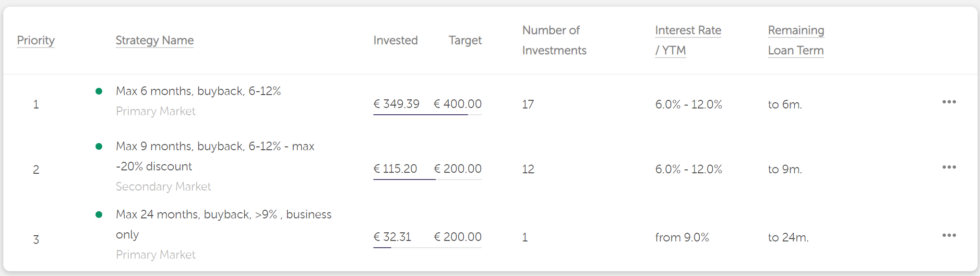 Priority Strategy Name Invested Target Number of Investments Interest Rate / YTM Remaining Loan Term
1 Max 6 months, buyback, 6-12% € 349.39 € 400.00 17 6.0% - 12.0% to 6m. •••
Primary Market
Max 9 months, buyback, 6-12% - max
2 -20% discount € 115.20 € 200.00 12 6.0% - 12.0% to 9m. •••
Secondary Market
Max 24 months, buyback, >9% , business
3 only € 32.31 € 200.00 1 from 9.0% to 24m. •••
Primary Market